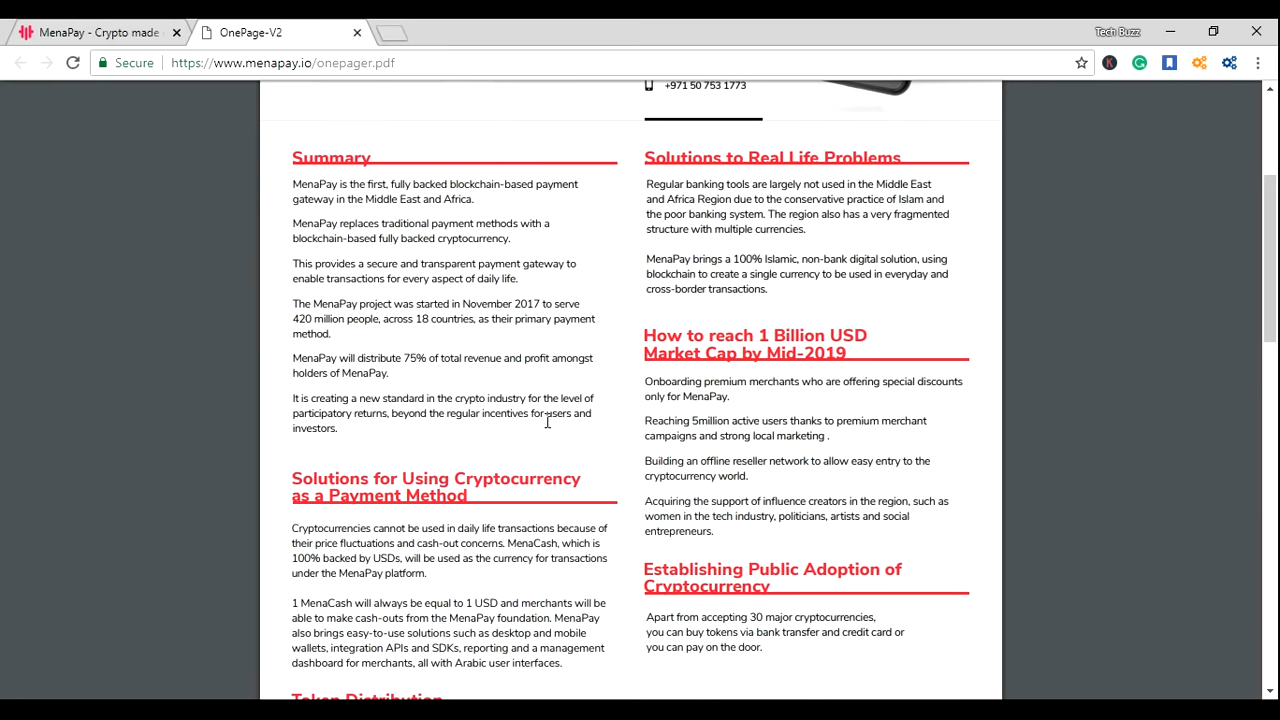 MenaPay - Crypto made
OnePage-V2
Tech Buzz
Secure
https://www.menapay.io/onepager.pdf
+971 50 753 1773
Summary
MenaPay is the first, fully backed blockchain-based payment
gateway in the Middle East and Africa.
MenaPay replaces traditional payment methods with a
blockchain-based fully backed cryptocurrency.
This provides a secure and transparent payment gateway to
enable transactions for every aspect of daily life.
The MenaPay project was started in November 2017 to serve
420 million people, across 18 countries, as their primary payment
method.
MenaPay will distribute 75% of total revenue and profit amongst
holders of MenaPay.
It is creating a new standard in the crypto industry for the level of
participatory returns, beyond the regular incentives for users and
investors.
Solutions for Using Cryptocurrency
as a Payment Method
Cryptocurrencies cannot be used in daily life transactions because of
their price fluctuations and cash-out concerns. MenaCash, which is
100% backed by USDs, will be used as the currency for transactions
under the MenaPay platform.
1 MenaCash will always be equal to 1 USD and merchants will be
able to make cash-outs from the MenaPay foundation. MenaPay
also brings easy-to-use solutions such as desktop and mobile
wallets, integration APIs and SDKs, reporting and a management
dashboard for merchants, all with Arabic user interfaces.
Token Distribution
Solutions to Real Life Problems
Regular banking tools are largely not used in the Middle East
and Africa Region due to the conservative practice of Islam and
the poor banking system. The region also has a very fragmented
structure with multiple currencies.
MenaPay brings a 100% Islamic, non-bank digital solution, using
blockchain to create a single currency to be used in everyday and
cross-border transactions.
How to reach 1 Billion USD
Market Cap by Mid-2019
Onboarding premium merchants who are offering special discounts
only for MenaPay.
Reaching 5million active users thanks to premium merchant
campaigns and strong local marketing .
Building an offline reseller network to allow easy entry to the
cryptocurrency world.
Acquiring the support of influence creators in the region, such as
women in the tech industry, politicians, artists and social
entrepreneurs.
Establishing Public Adoption of
Cryptocurrency
Apart from accepting 30 major cryptocurrencies,
you can buy tokens via bank transfer and credit card or
you can pay on the door.